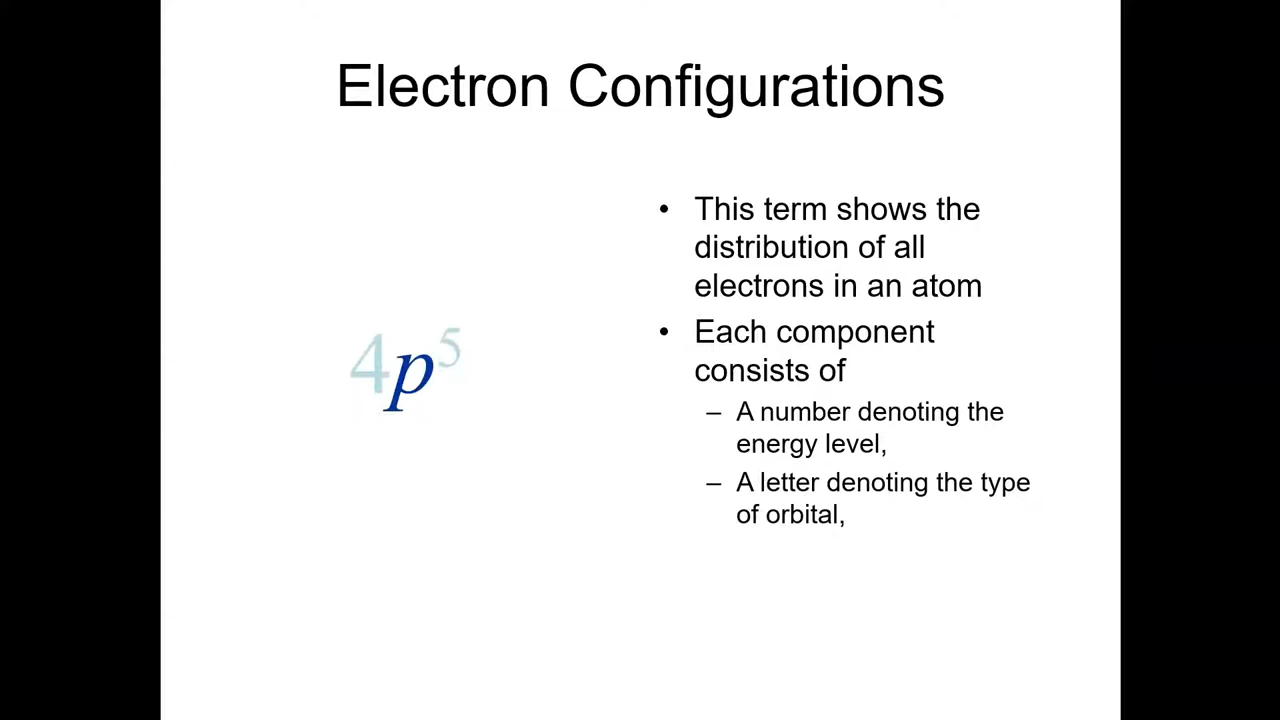 Electron Configurations
4p⁵
• This term shows the
distribution of all
electrons in an atom
• Each component
consists of
– A number denoting the
energy level,
– A letter denoting the type
of orbital,